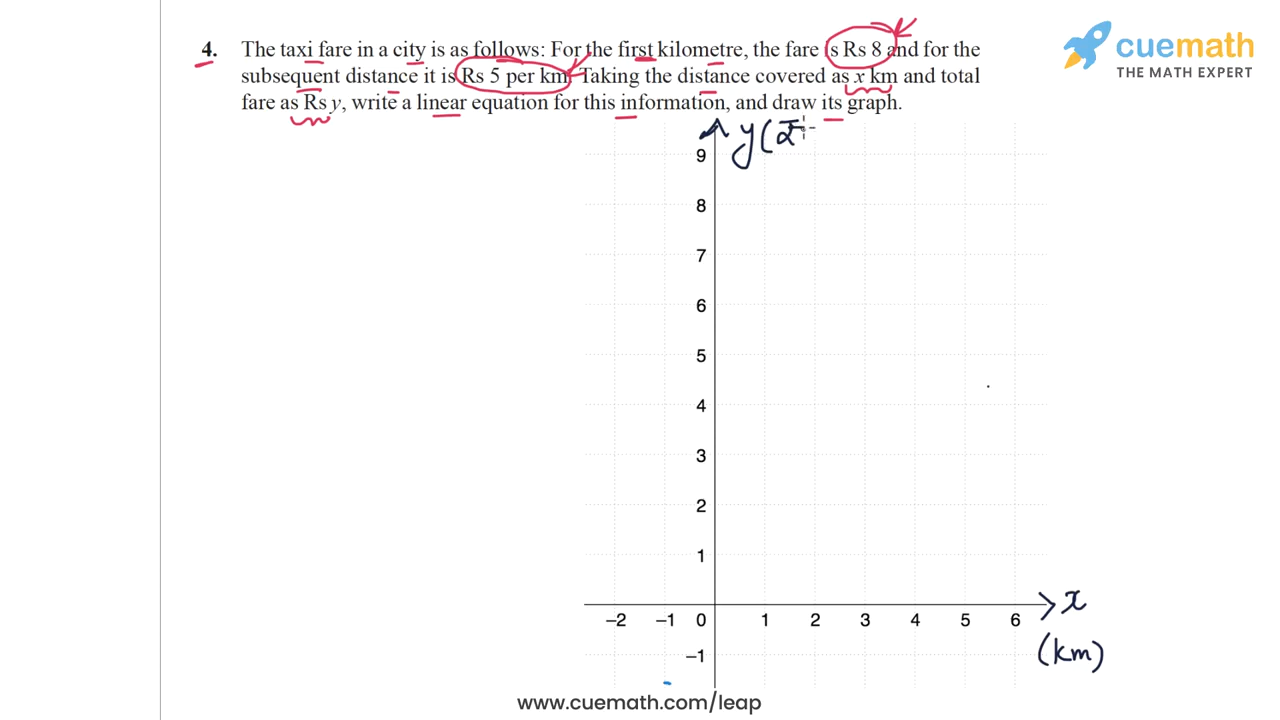 4. The taxi fare in a city is as follows: For the first kilometre, the fare is Rs 8 and for the
subsequent distance it is Rs 5 per km. Taking the distance covered as x km and total
fare as Rs y, write a linear equation for this information, and draw its graph.
cuemath
THE MATH EXPERT
y(
9
8
7
6
5
4
3
2
1
x
-2 -1 0 1 2 3 4 5 6
-1
(km)
www.cuemath.com/leap